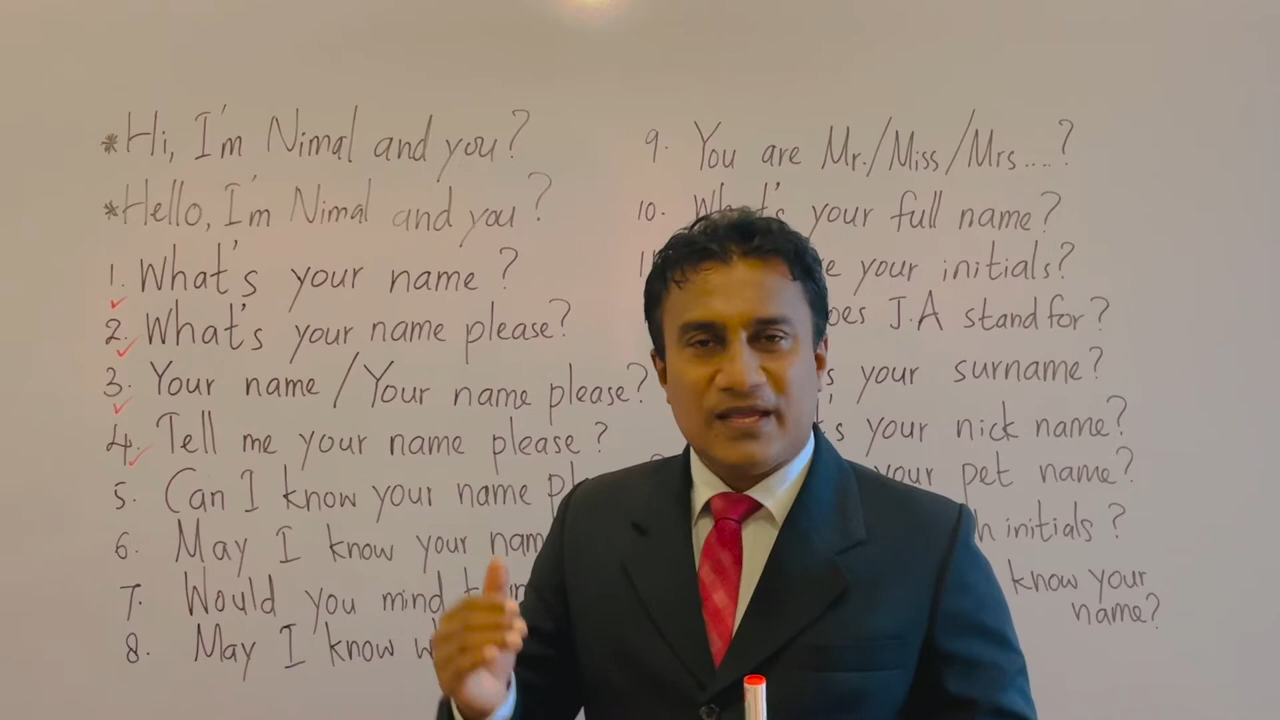 *Hi, I'm Nimal and you?
*Hello, I'm Nimal and you?
1. What's your name?
2. What's your name please?
3. Your name / Your name please?
4. Tell me your name please?
5. Can I know your name
6. May I know your
7. Would you mind
8. May I know
9. You are Mr./Miss/Mrs....?
10. What's your full name?
your initials?
J.A stand for?
your surname?
your nick name?
your pet name?
initials?
know your
name?